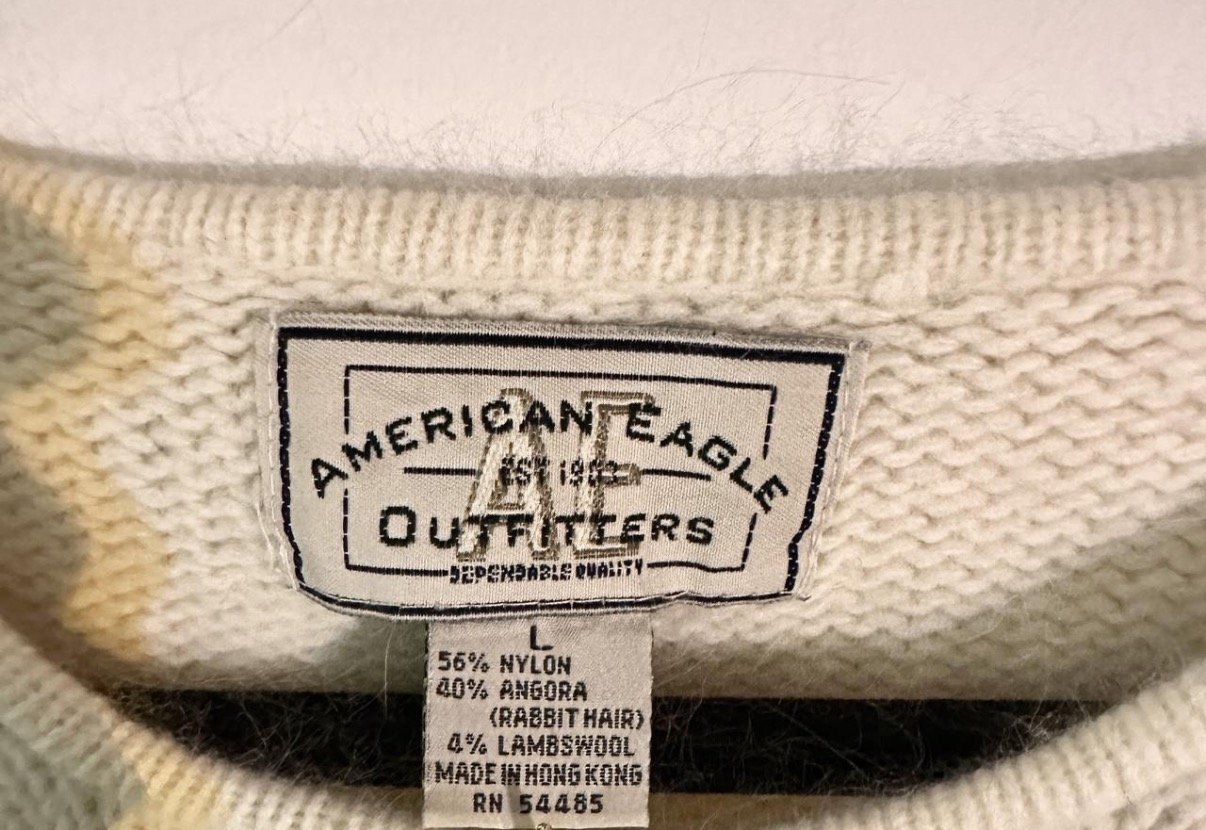 AMERICAN EAGLE
AE
OUTFITTERS
DEPENDABLE QUALITY
L
56% NYLON
40% ANGORA
(RABBIT HAIR)
4% LAMBSWOOL
MADE IN HONG KONG
RN 54485